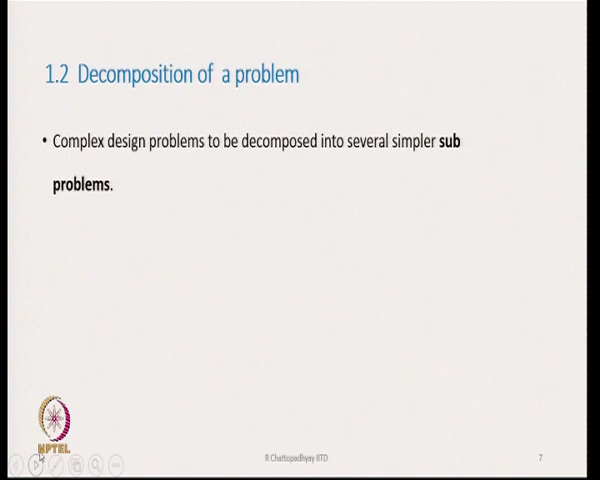 1.2 Decomposition of a problem
• Complex design problems to be decomposed into several simpler sub
problems.
NPTEL
R Chattopadhyay IITD
7